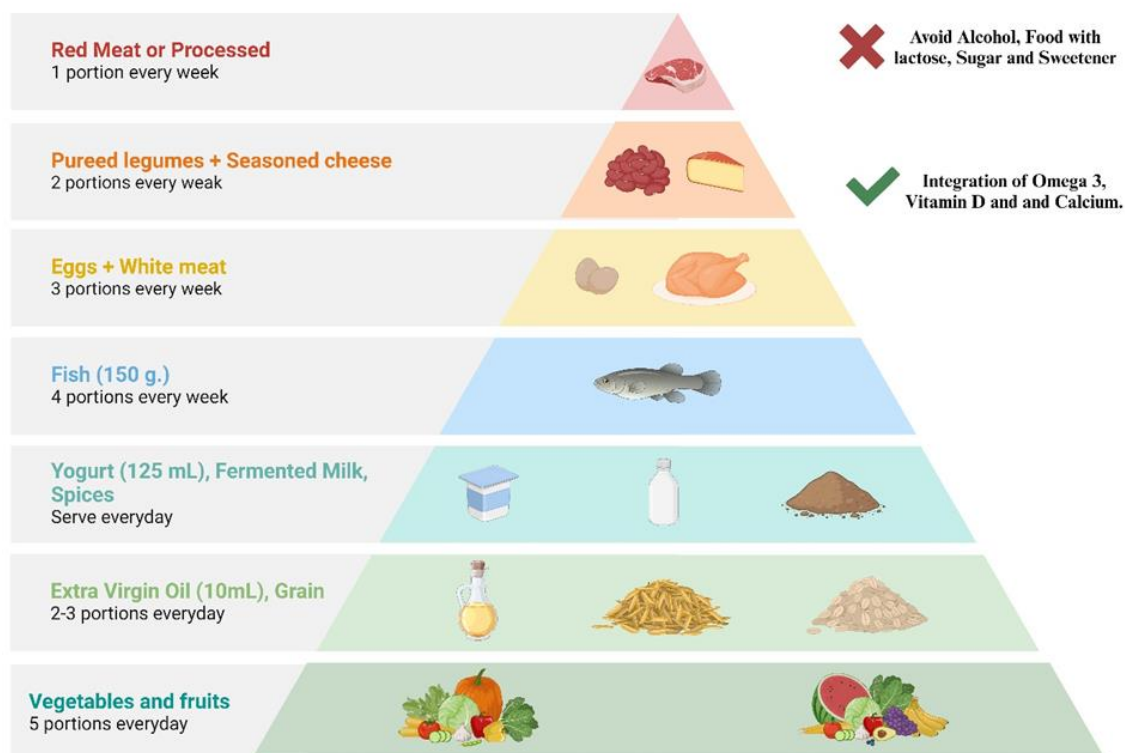 Red Meat or Processed
1 portion every week
Avoid Alcohol, Food with
lactose, Sugar and Sweetener
Pureed legumes + Seasoned cheese
2 portions every weak
Integration of Omega 3,
Vitamin D and and Calcium.
Eggs + White meat
3 portions every week
Fish (150 g.)
4 portions every week
Yogurt (125 mL), Fermented Milk,
Spices
Serve everyday
Extra Virgin Oil (10mL), Grain
2-3 portions everyday
Vegetables and fruits
5 portions everyday